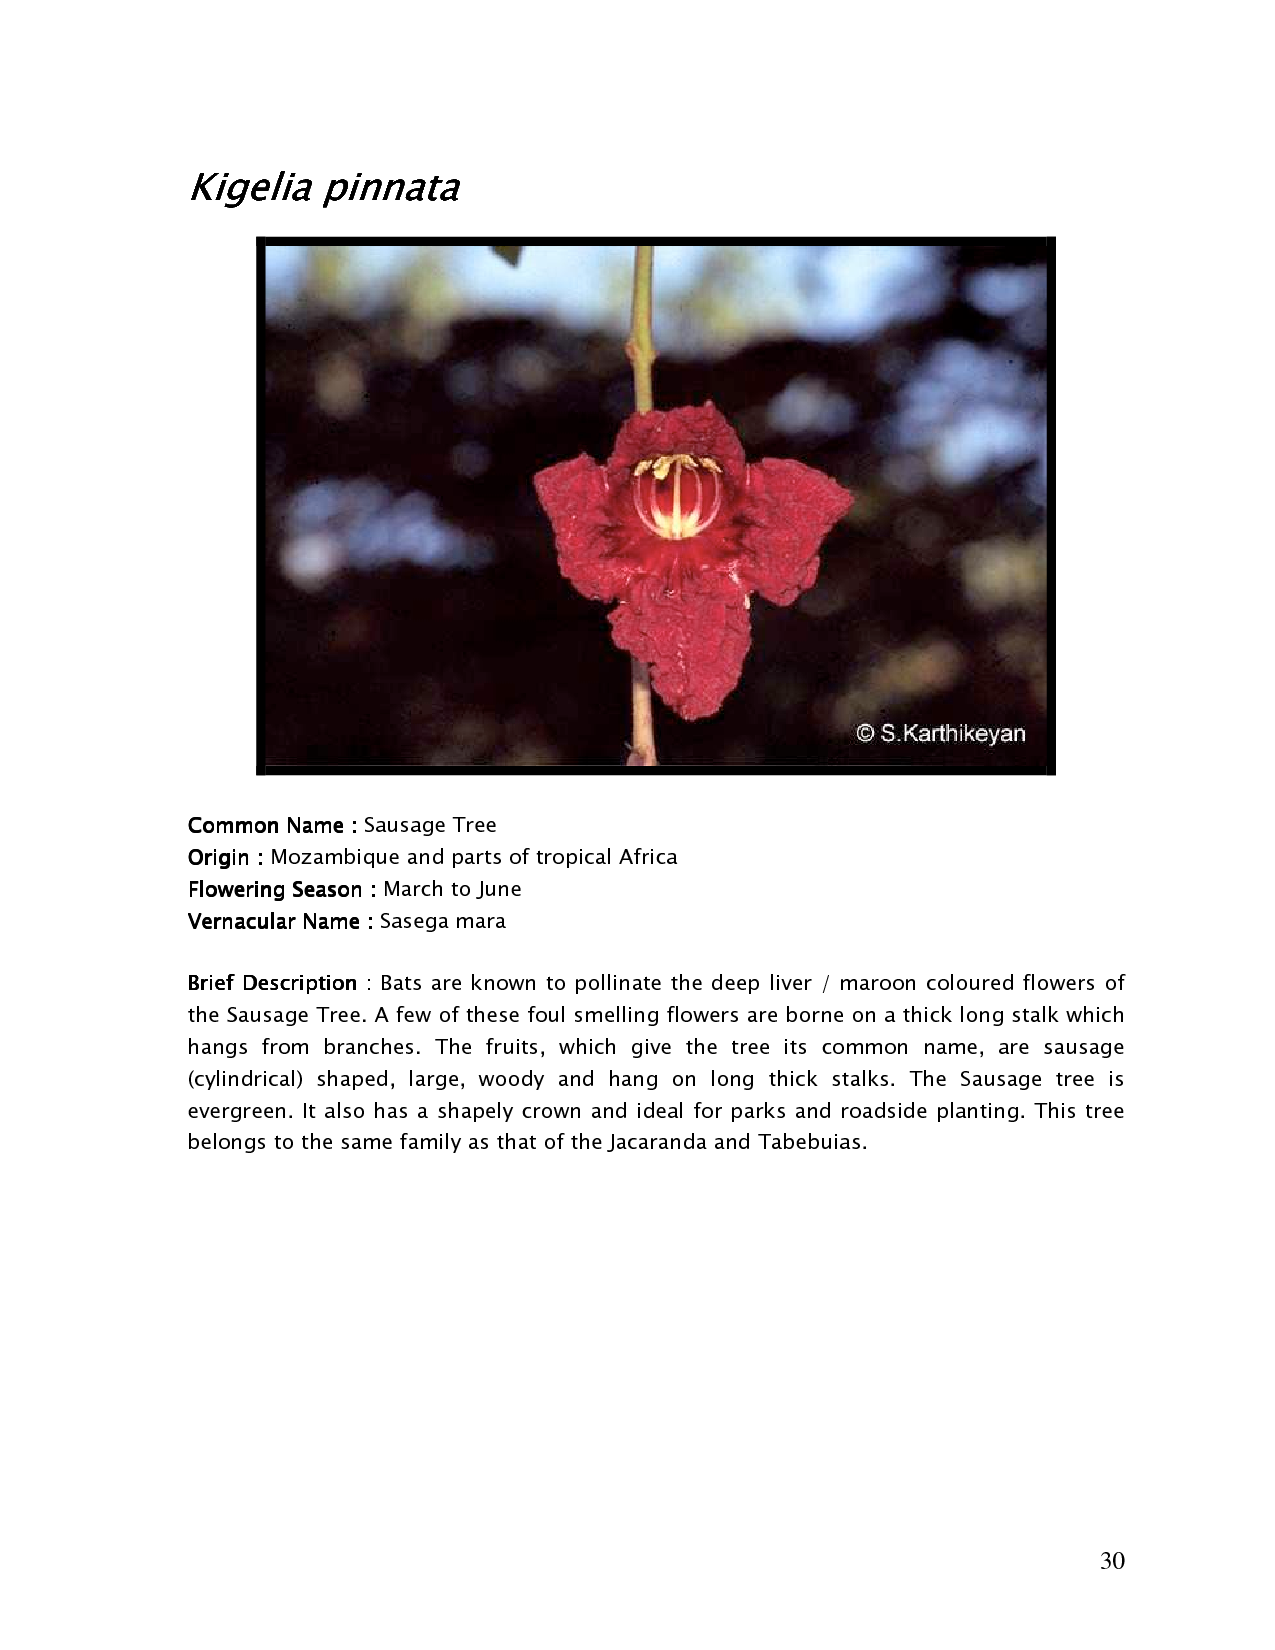 Kigelia pinnata
© S.Karthikeyan
Common Name : Sausage Tree
Origin : Mozambique and parts of tropical Africa
Flowering Season : March to June
Vernacular Name : Sasega mara
Brief Description : Bats are known to pollinate the deep liver / maroon coloured flowers of
the Sausage Tree. A few of these foul smelling flowers are borne on a thick long stalk which
hangs from branches. The fruits, which give the tree its common name, are sausage
(cylindrical) shaped, large, woody and hang on long thick stalks. The Sausage tree is
evergreen. It also has a shapely crown and ideal for parks and roadside planting. This tree
belongs to the same family as that of the Jacaranda and Tabebuias.
30